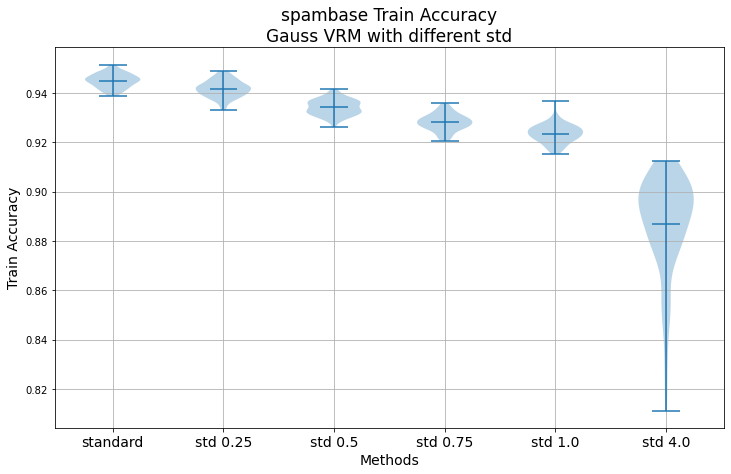 spambase Train Accuracy
Gauss VRM with different std
Train Accuracy
0.94
0.92
0.90
0.88
0.86
0.84
0.82
standard
std 0.25
std 0.5
std 0.75
std 1.0
std 4.0
Methods